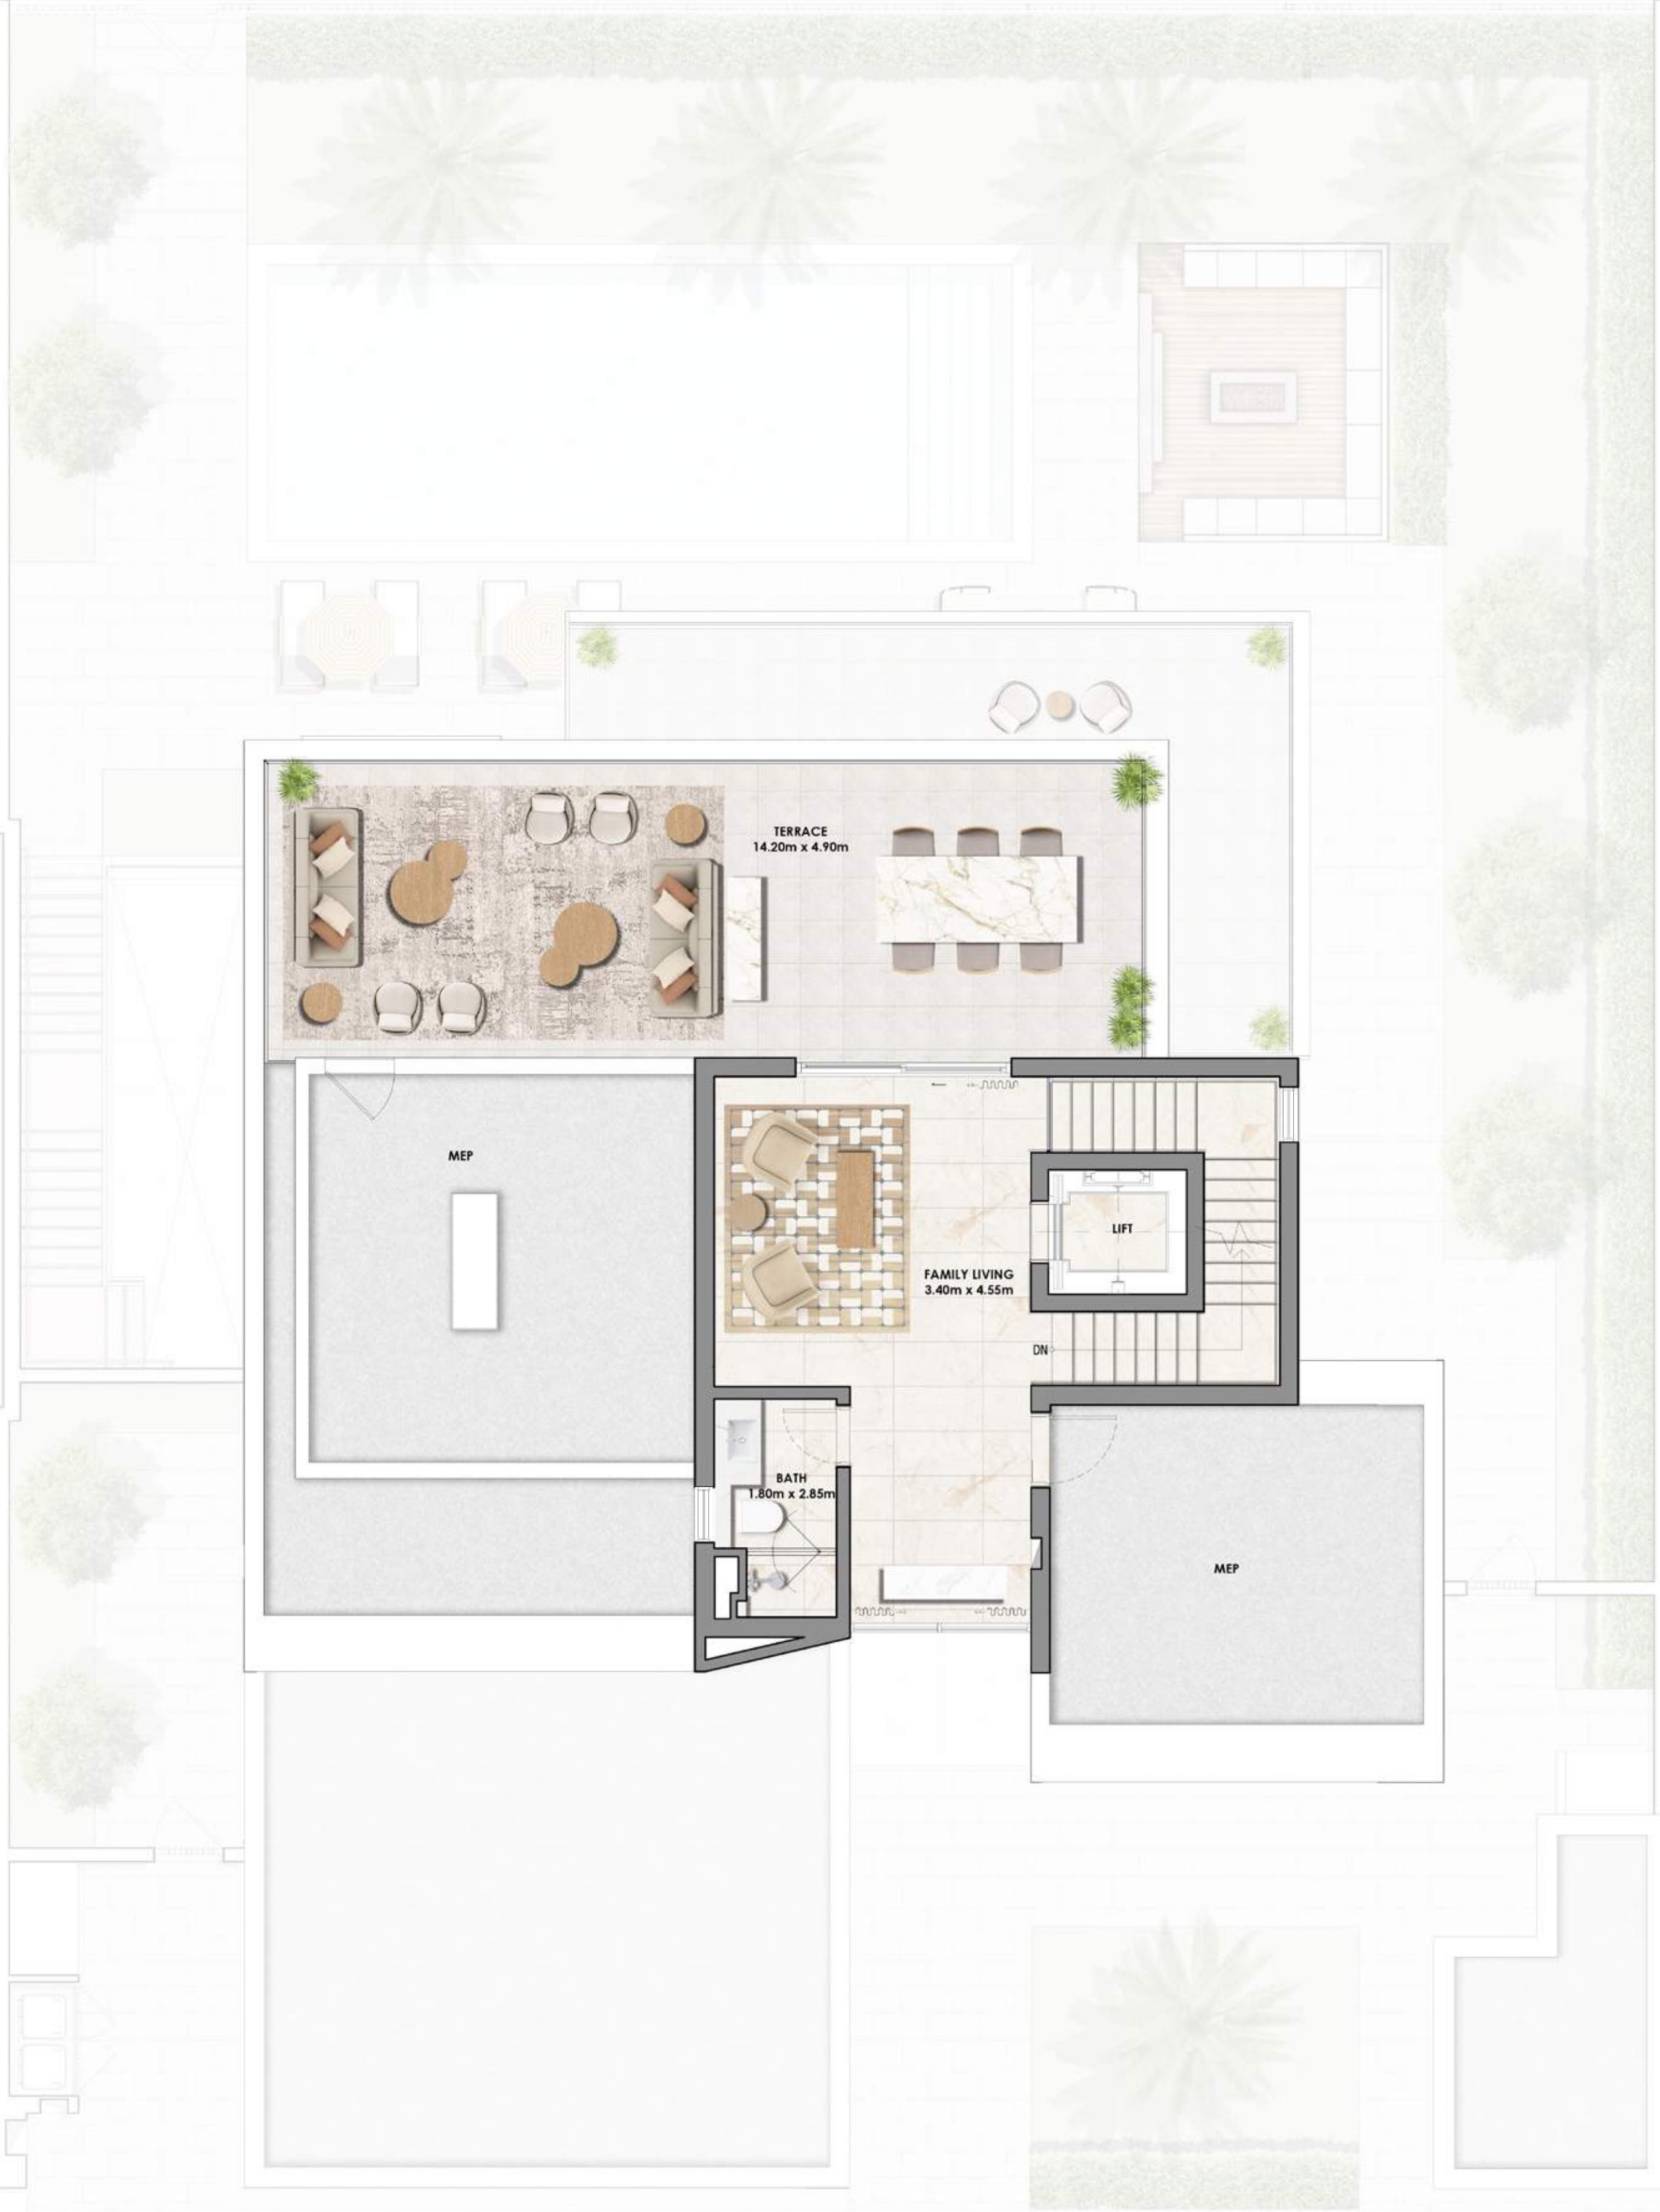 TERRACE
14.20m x 4.90m
MEP
LIFT
FAMILY LIVING
3.40m x 4.55m
DN
BATH
1.80m x 2.85m
MEP